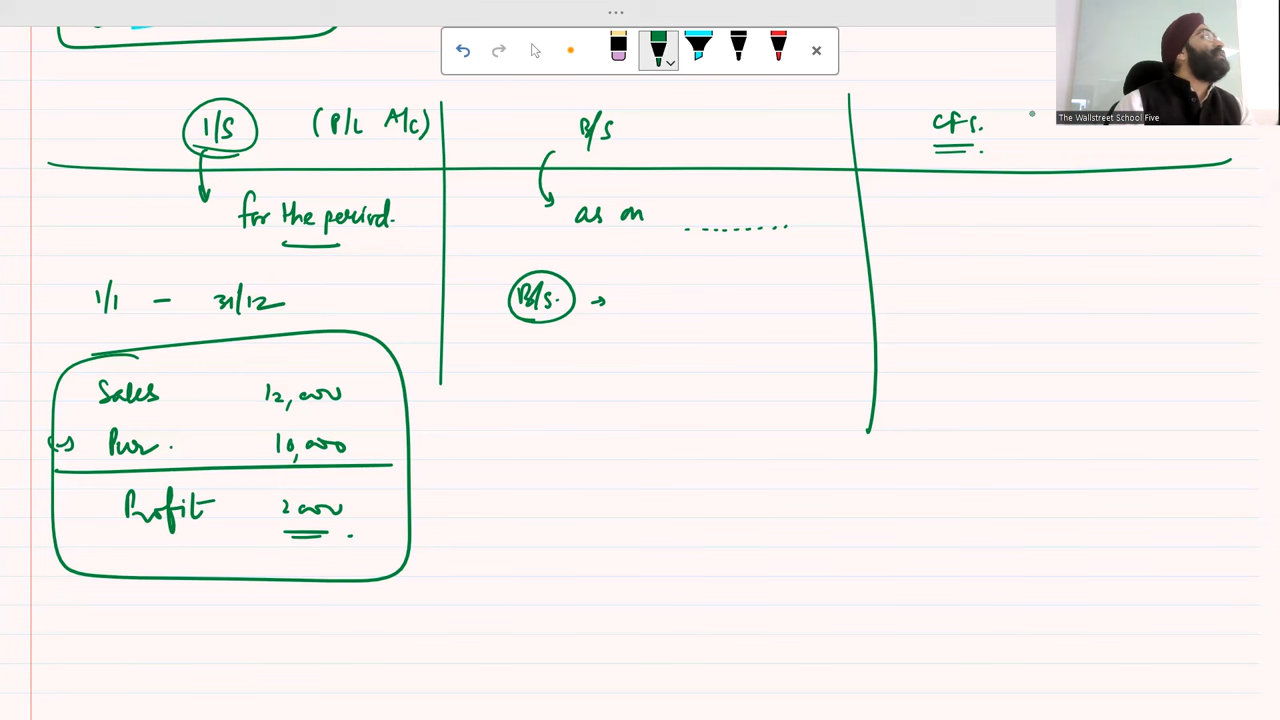 The Wallstreet School Five
I/S (P/L A/C) B/S CFS.
for the period. as on .........
1/1 - 31/12 B/S. →
Sales 12,000
(-) Pur. 10,000
Profit 2000